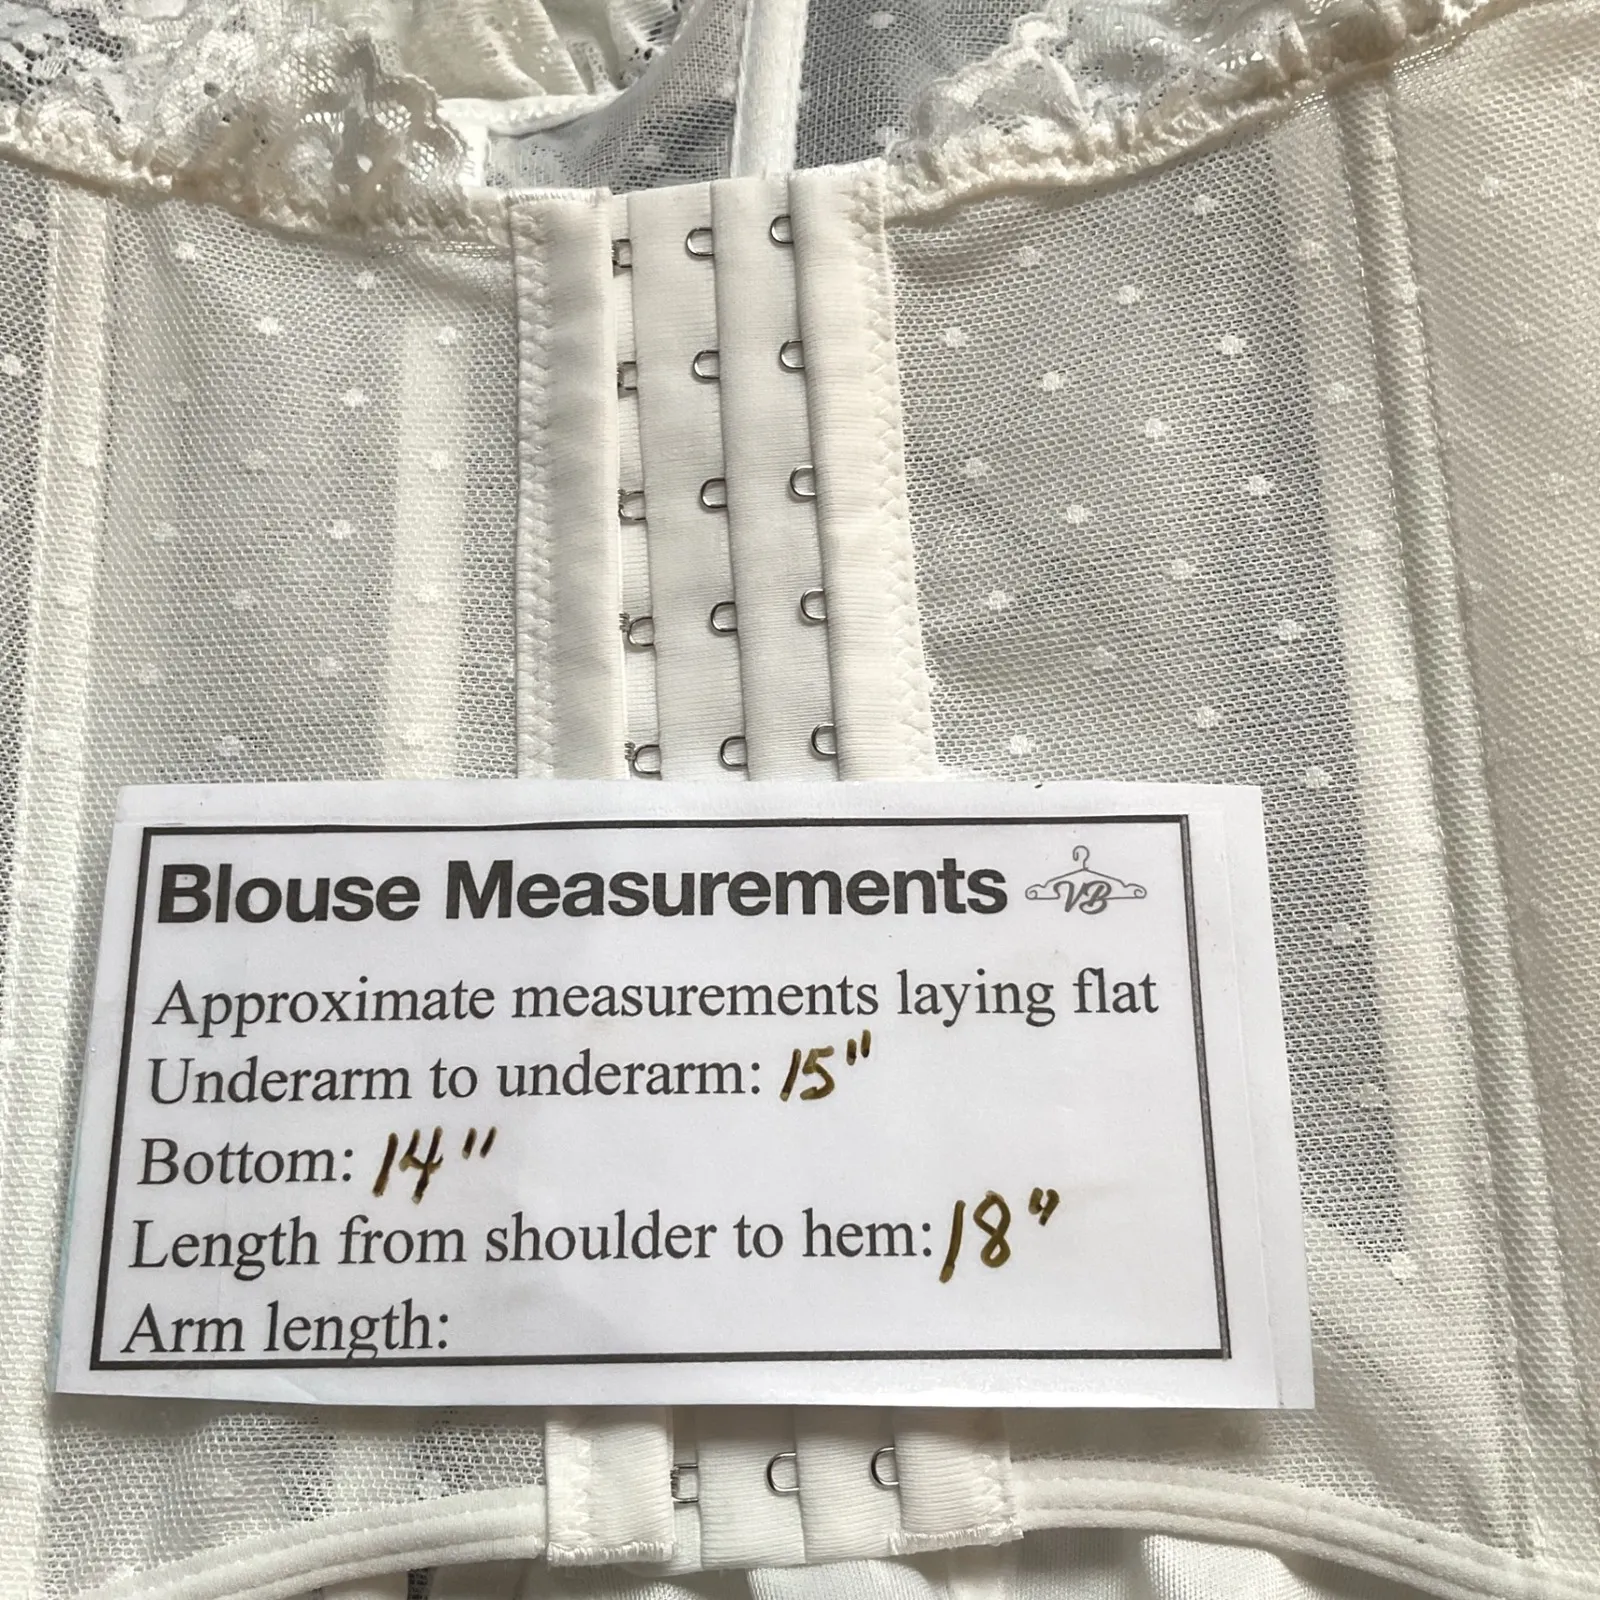 Blouse Measurements VB
Approximate measurements laying flat
Underarm to underarm: 15"
Bottom: 14"
Length from shoulder to hem: 18"
Arm length: